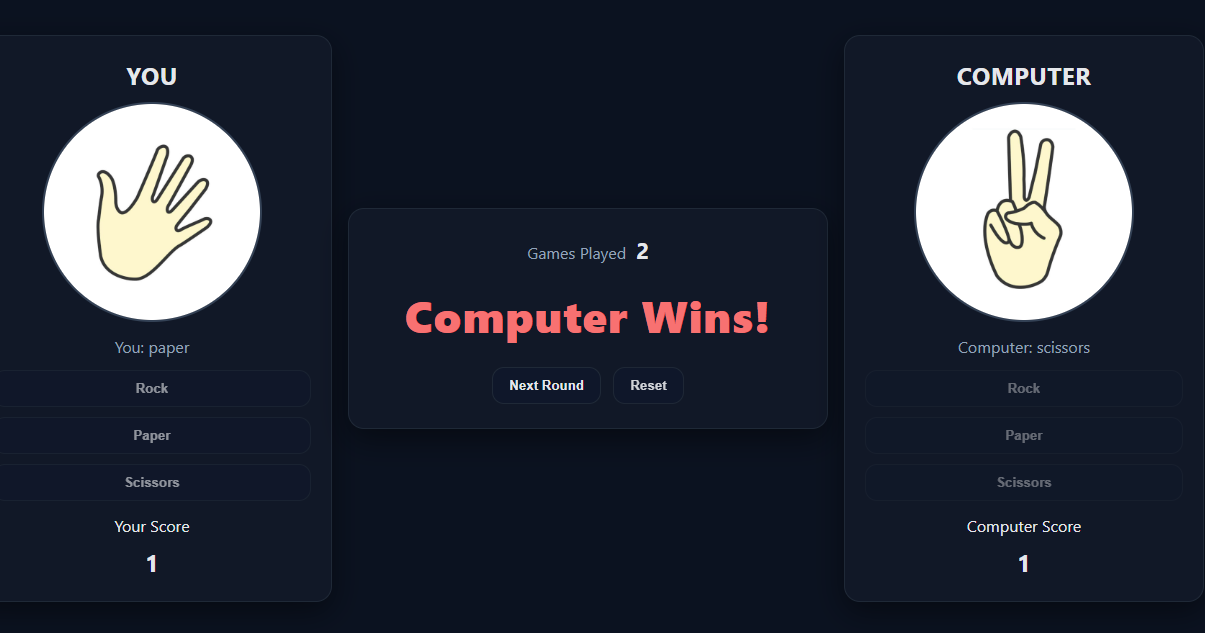 YOU
You: paper
Rock
Paper
Scissors
Your Score
1
Games Played 2
Computer Wins!
Next Round Reset
COMPUTER
Computer: scissors
Rock
Paper
Scissors
Computer Score
1